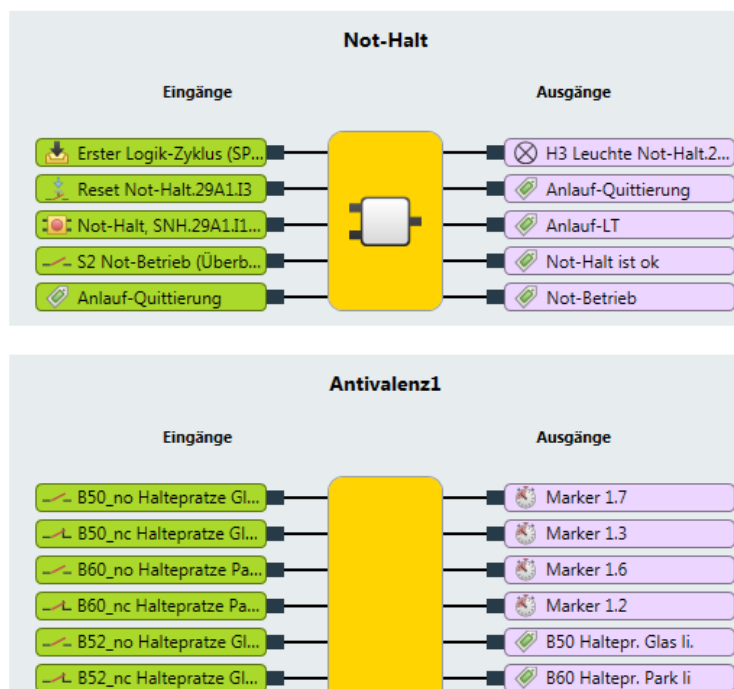 Not-Halt
Eingänge Ausgänge
Erster Logik-Zyklus (SP... H3 Leuchte Not-Halt.2...
Reset Not-Halt.29A1.I3 Anlauf-Quittierung
Not-Halt, SNH.29A1.I1... Anlauf-LT
S2 Not-Betrieb (Überb... Not-Halt ist ok
Anlauf-Quittierung Not-Betrieb
Antivalenz1
Eingänge Ausgänge
B50_no Haltepratze Gl... Marker 1.7
B50_nc Haltepratze Gl... Marker 1.3
B60_no Haltepratze Pa... Marker 1.6
B60_nc Haltepratze Pa... Marker 1.2
B52_no Haltepratze Gl... B50 Haltepr. Glas li.
B52_nc Haltepratze Gl... B60 Haltepr. Park li